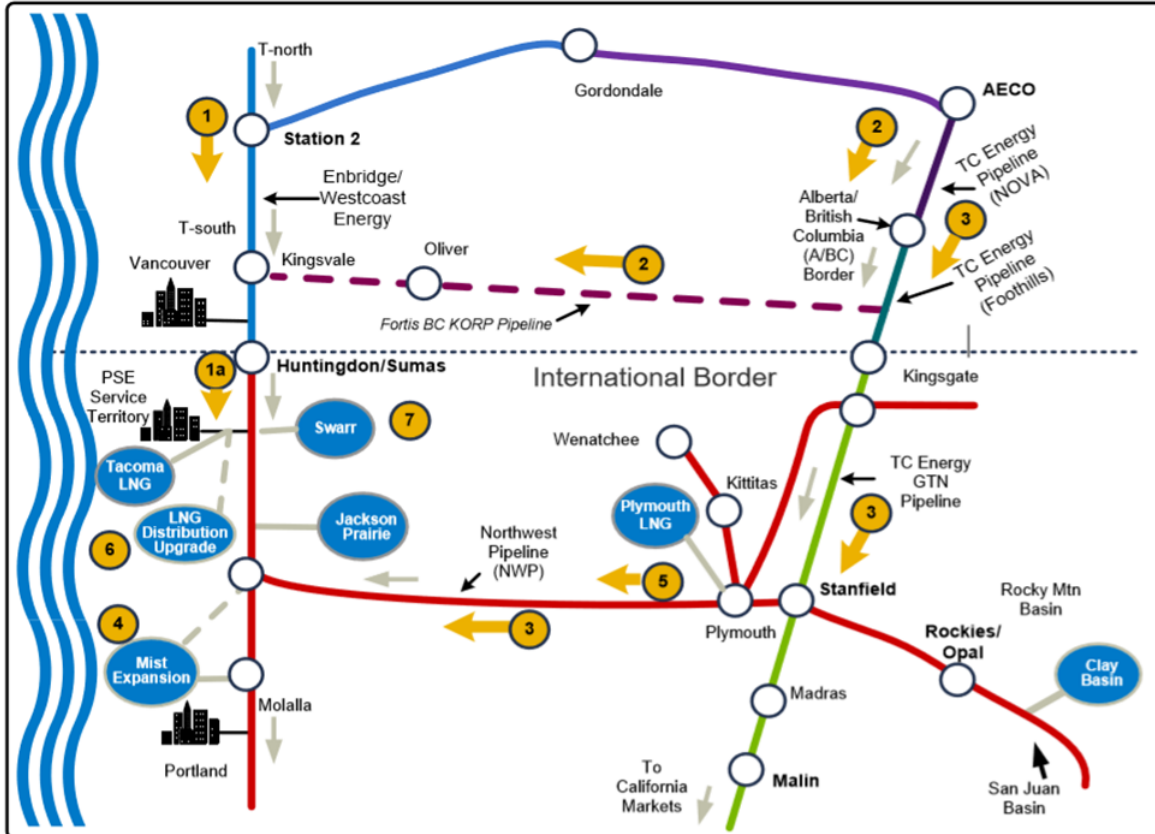 T-north
Gordondale
AECO
1
2
Station 2
TC Energy
Pipeline
(NOVA)
Enbridge/
Westcoast
Energy
Alberta/
British
Columbia
(A/BC)
Border
3
T-south
Oliver
Kingsvale
2
Vancouver
TC Energy
Pipeline
(Foothills)
Fortis BC KORP Pipeline
Huntingdon/Sumas
International Border
Kingsgate
1a
PSE
Service
Territory
Swarr
7
Wenatchee
Tacoma
LNG
Kittitas
TC Energy
GTN
Pipeline
Plymouth
LNG
LNG
Distribution
Upgrade
Jackson
Prairie
3
6
Northwest
Pipeline
(NWP)
5
Stanfield
Rocky Mtn
Basin
4
3
Plymouth
Rockies/
Opal
Mist
Expansion
Clay
Basin
Madras
Molalla
Portland
To
California
Markets
Malin
San Juan
Basin